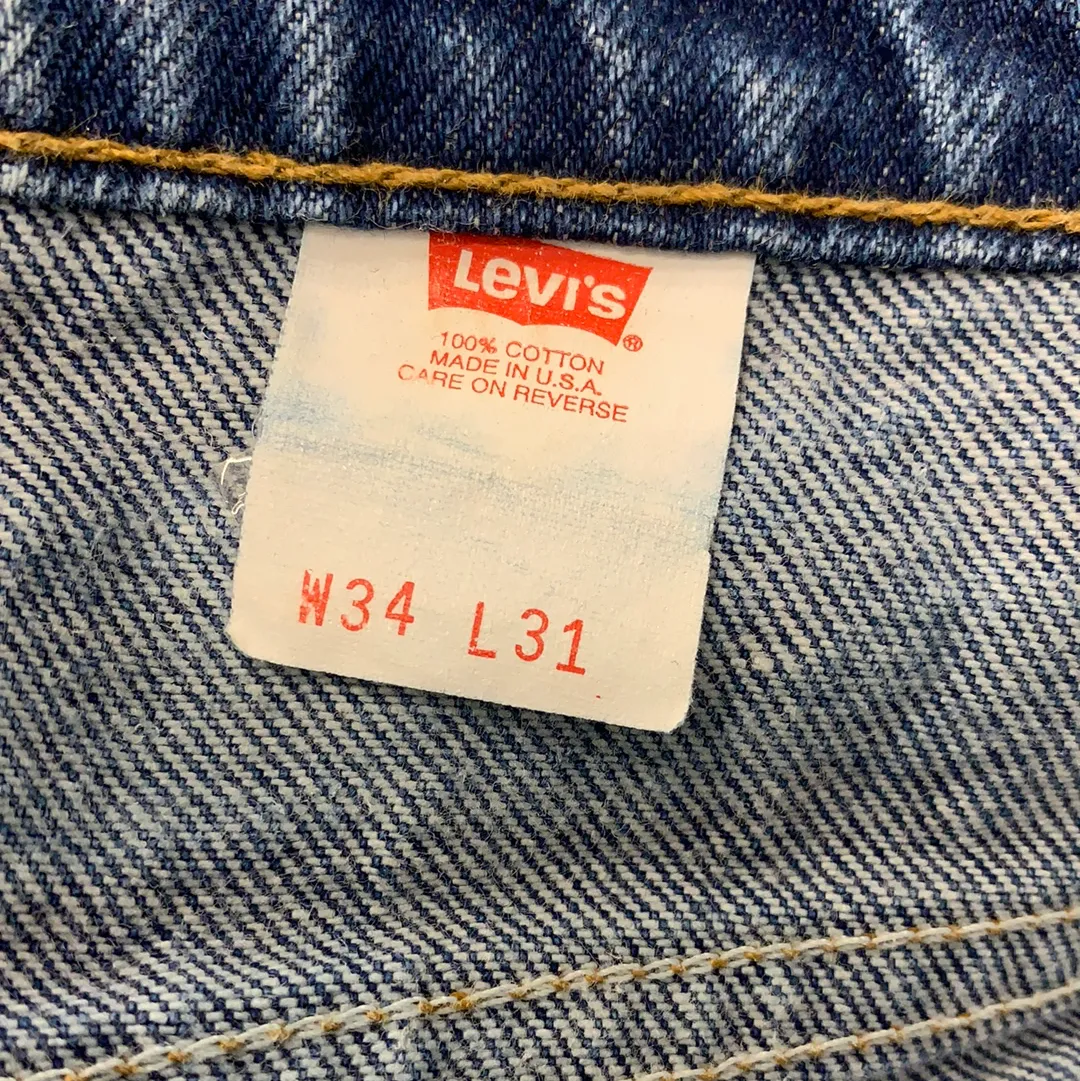 Levi's ®
100% COTTON
MADE IN U.S.A.
CARE ON REVERSE
W34 L31